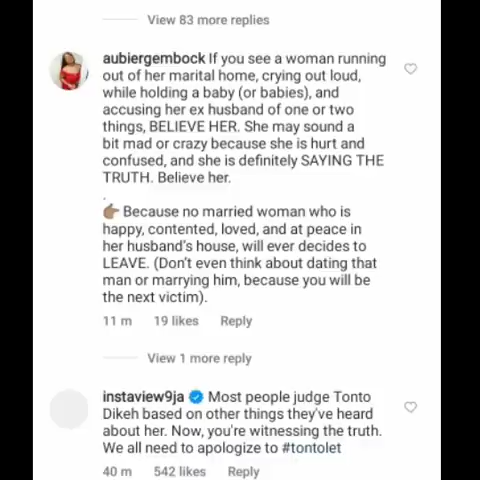 View 83 more replies
aubiergembock If you see a woman running
out of her marital home, crying out loud,
while holding a baby (or babies), and
accusing her ex husband of one or two
things, BELIEVE HER. She may sound a
bit mad or crazy because she is hurt and
confused, and she is definitely SAYING THE
TRUTH. Believe her.
.
👉🏽 Because no married woman who is
happy, contented, loved, and at peace in
her husband's house, will ever decides to
LEAVE. (Don't even think about dating that
man or marrying him, because you will be
the next victim).
11 m 19 likes Reply
View 1 more reply
instaview9ja Most people judge Tonto
Dikeh based on other things they've heard
about her. Now, you're witnessing the truth.
We all need to apologize to #tontolet
40 m 542 likes Reply